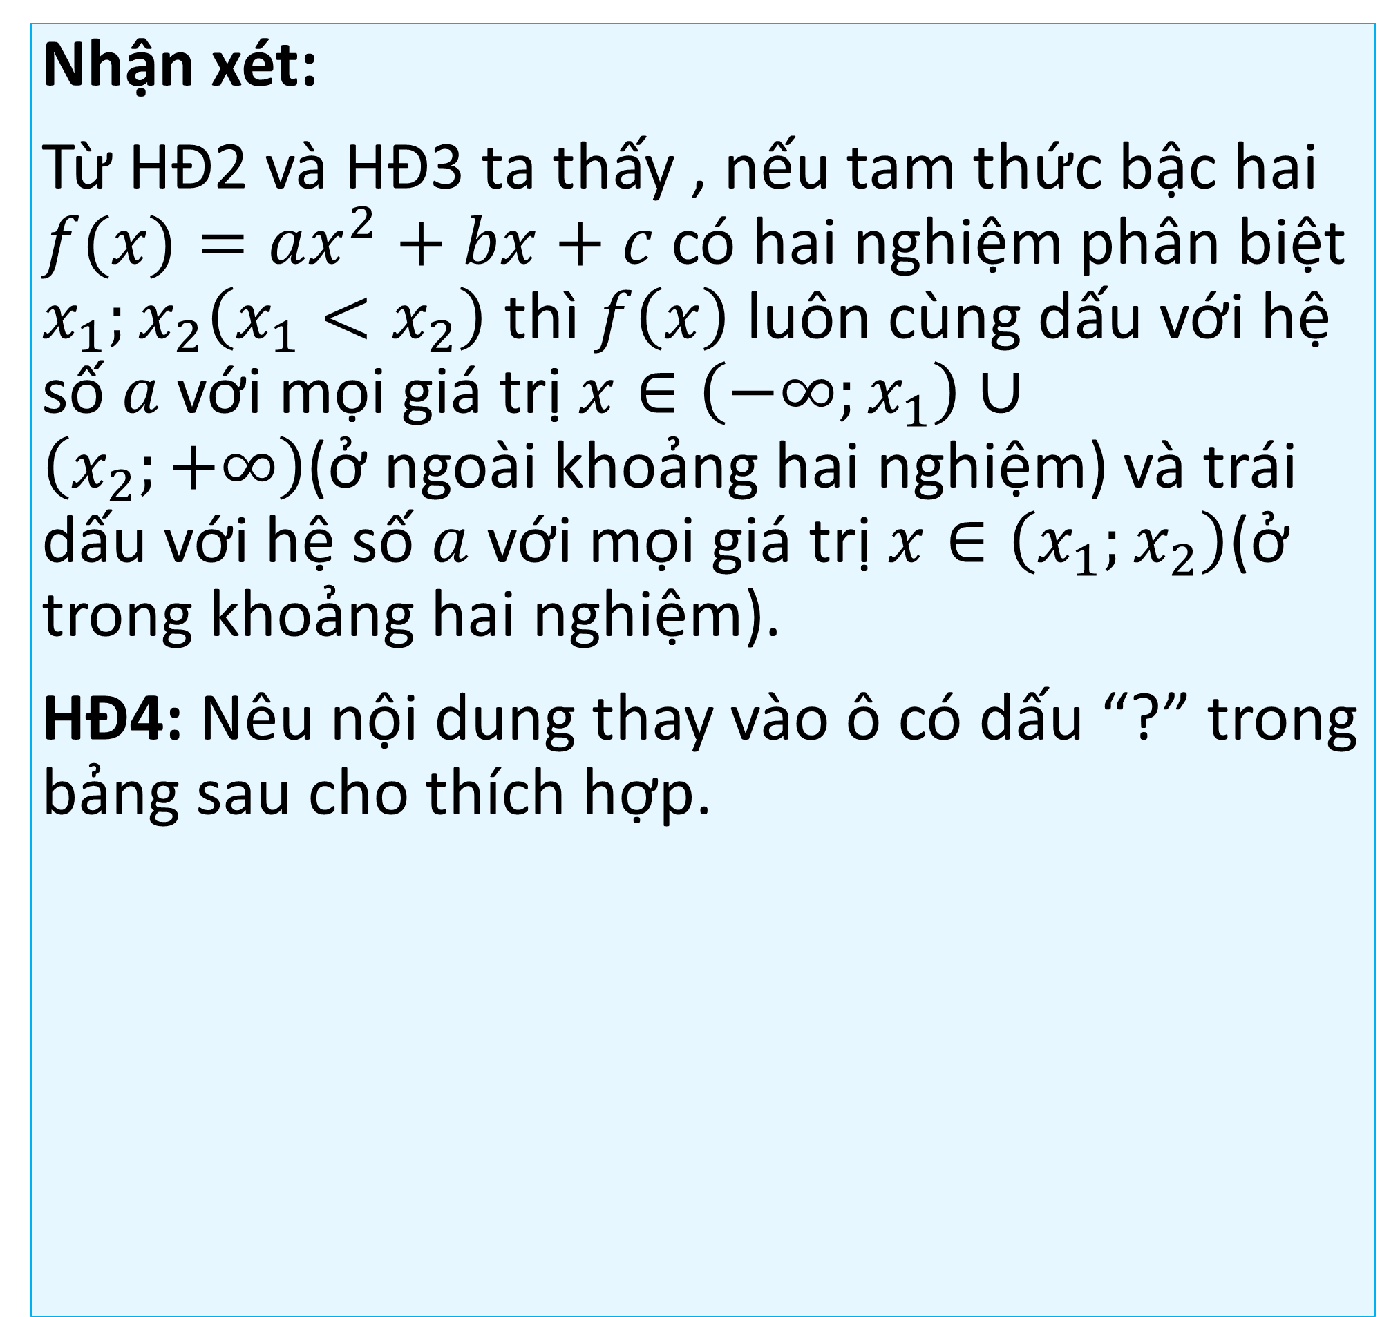 Nhận xét:
Từ HĐ2 và HĐ3 ta thấy , nếu tam thức bậc hai
f(x) = ax² + bx + c có hai nghiệm phân biệt
x₁; x₂(x₁ < x₂) thì f(x) luôn cùng dấu với hệ
số a với mọi giá trị x ∈ (−∞; x₁) ∪
(x₂; +∞)(ở ngoài khoảng hai nghiệm) và trái
dấu với hệ số a với mọi giá trị x ∈ (x₁; x₂)(ở
trong khoảng hai nghiệm).
HĐ4: Nêu nội dung thay vào ô có dấu “?” trong
bảng sau cho thích hợp.